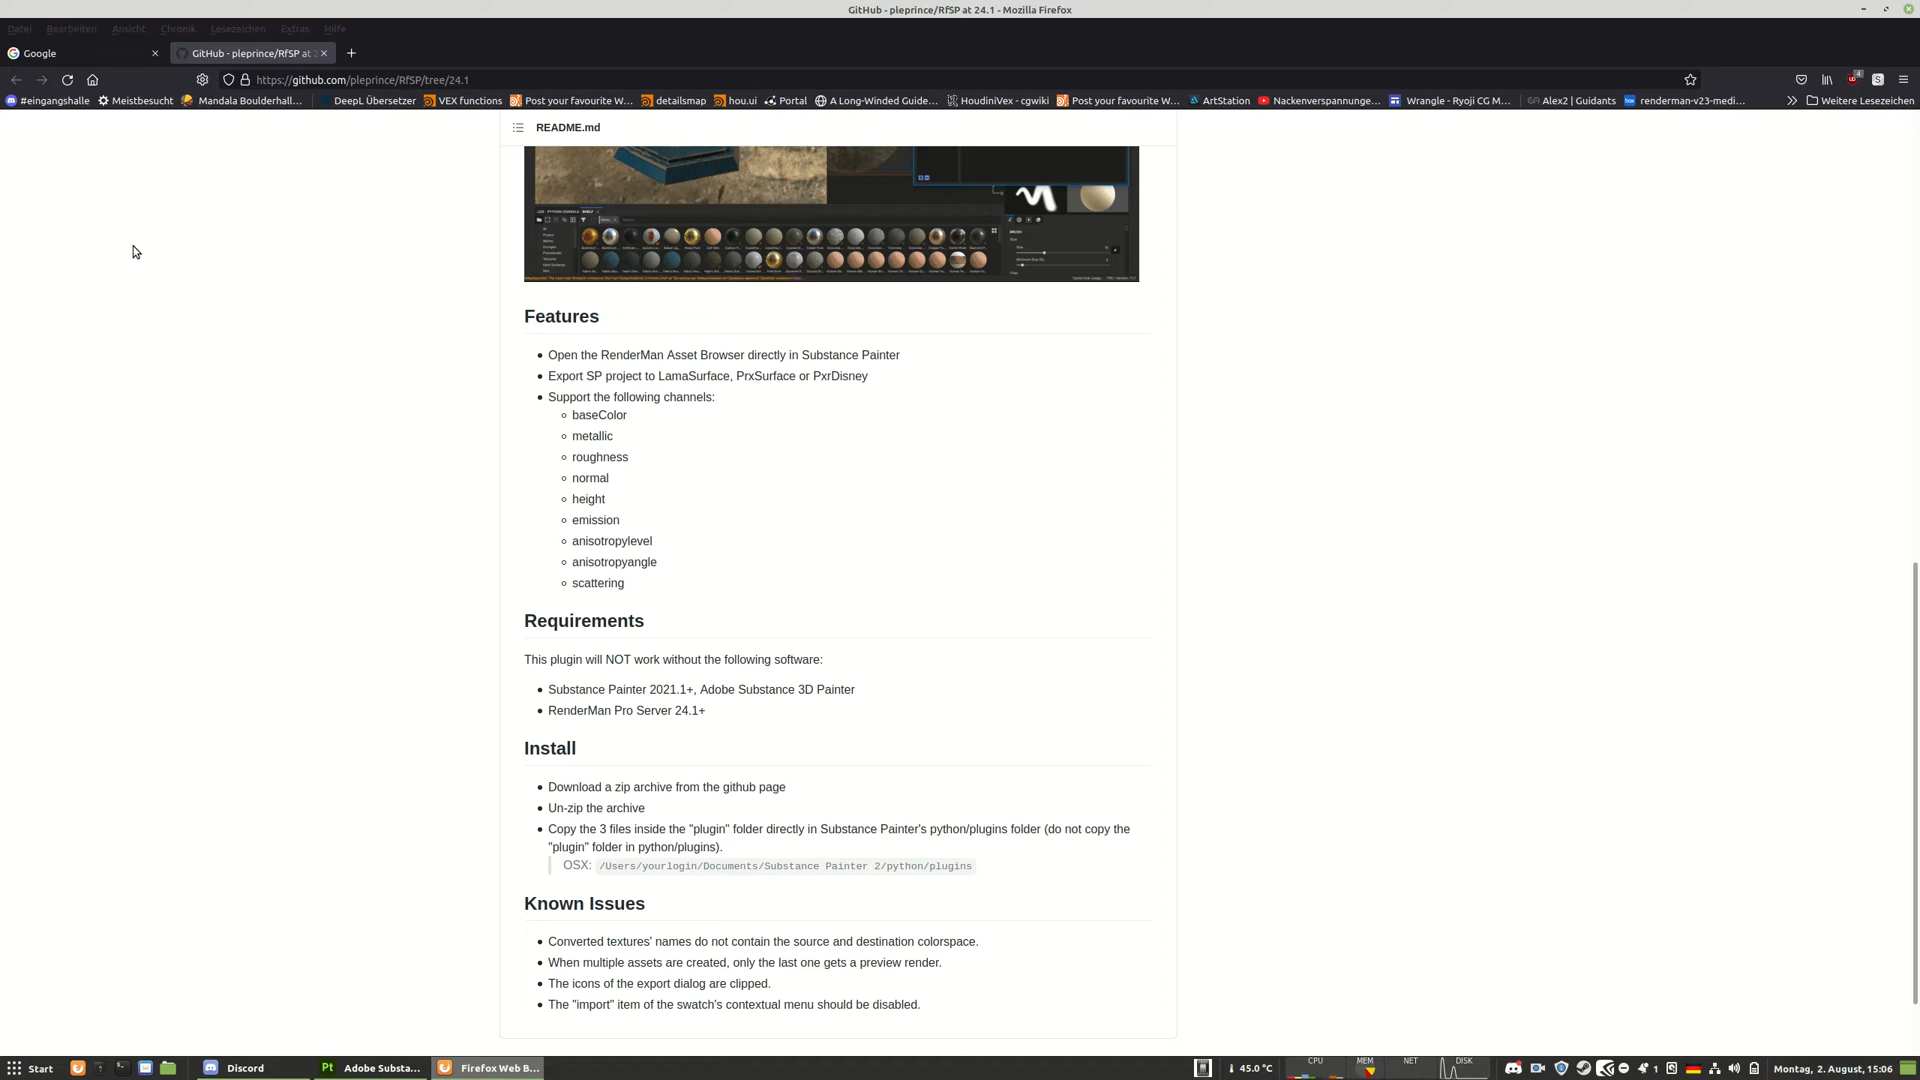 GitHub - pleprince/RfSP at 24.1 - Mozilla Firefox
Datei Bearbeiten Ansicht Chronik Lesezeichen Extras Hilfe
Google
GitHub - pleprince/RfSP at 2
https://github.com/pleprince/RfSP/tree/24.1
#eingangshalle Meistbesucht Mandala Boulderhall… DeepL Übersetzer VEX functions Post your favourite W… detailsmap hou.ui Portal A Long-Winded Guide… HoudiniVex - cgwiki Post your favourite W… ArtStation Nackenverspannunge… Wrangle - Ryoji CG M… Alex2 | Guidants renderman-v23-medi… Weitere Lesezeichen
README.md
Features
Open the RenderMan Asset Browser directly in Substance Painter
Export SP project to LamaSurface, PrxSurface or PxrDisney
Support the following channels:
baseColor
metallic
roughness
normal
height
emission
anisotropylevel
anisotropyangle
scattering
Requirements
This plugin will NOT work without the following software:
Substance Painter 2021.1+, Adobe Substance 3D Painter
RenderMan Pro Server 24.1+
Install
Download a zip archive from the github page
Un-zip the archive
Copy the 3 files inside the "plugin" folder directly in Substance Painter's python/plugins folder (do not copy the
"plugin" folder in python/plugins).
OSX: /Users/yourlogin/Documents/Substance Painter 2/python/plugins
Known Issues
Converted textures' names do not contain the source and destination colorspace.
When multiple assets are created, only the last one gets a preview render.
The icons of the export dialog are clipped.
The "import" item of the swatch's contextual menu should be disabled.
Start Discord Pt Adobe Substa… Firefox Web B… 45.0 °C CPU MEM NET DISK 1 Montag, 2. August, 15:06